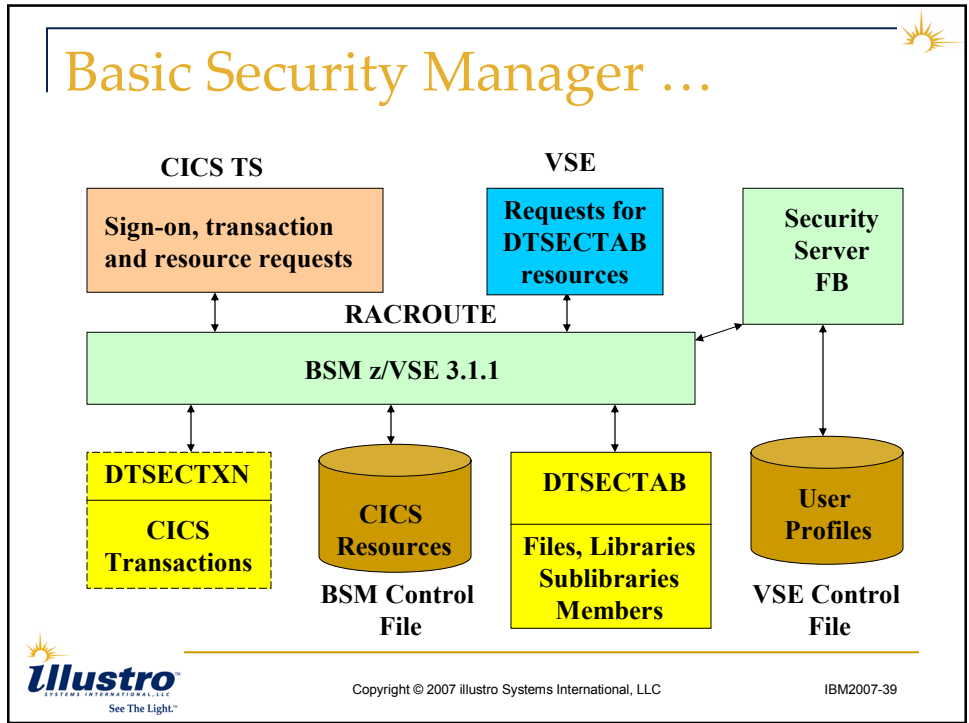 Basic Security Manager …
CICS TS
VSE
Sign-on, transaction
and resource requests
Requests for
DTSECTAB
resources
Security
Server
FB
RACROUTE
BSM z/VSE 3.1.1
DTSECTXN
CICS
Transactions
CICS
Resources
BSM Control
File
DTSECTAB
Files, Libraries
Sublibraries
Members
User
Profiles
VSE Control
File
illustro™
SYSTEMS INTERNATIONAL, LLC
See The Light.™
Copyright © 2007 illustro Systems International, LLC
IBM2007-39